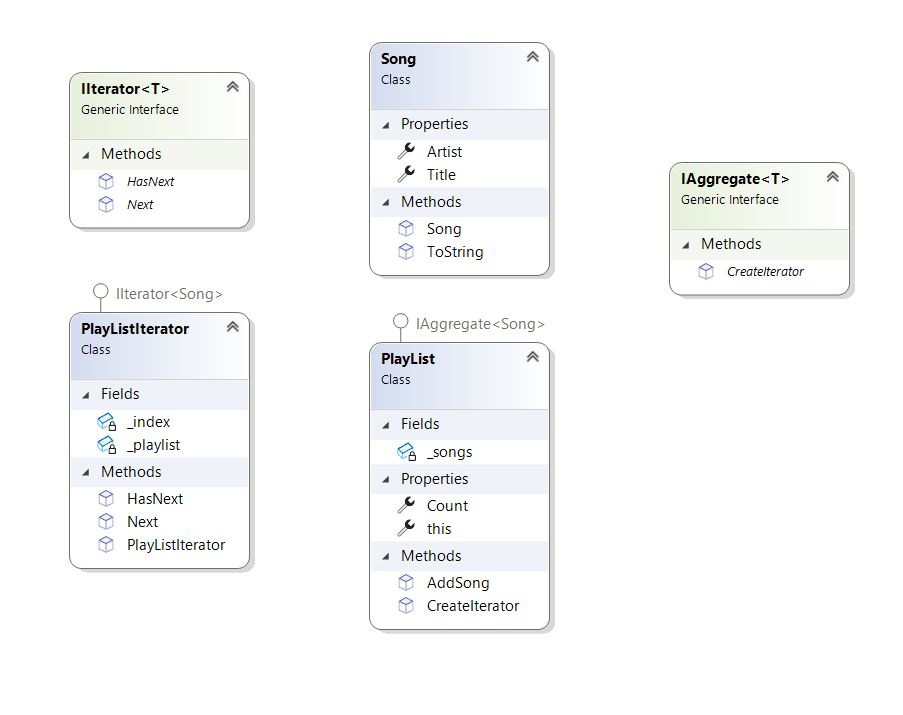 IIterator<T>
Generic Interface
Methods
HasNext
Next
Song
Class
Properties
Artist
Title
Methods
Song
ToString
IAggregate<T>
Generic Interface
Methods
CreateIterator
IIterator<Song>
PlayListIterator
Class
Fields
_index
_playlist
Methods
HasNext
Next
PlayListIterator
IAggregate<Song>
PlayList
Class
Fields
_songs
Properties
Count
this
Methods
AddSong
CreateIterator